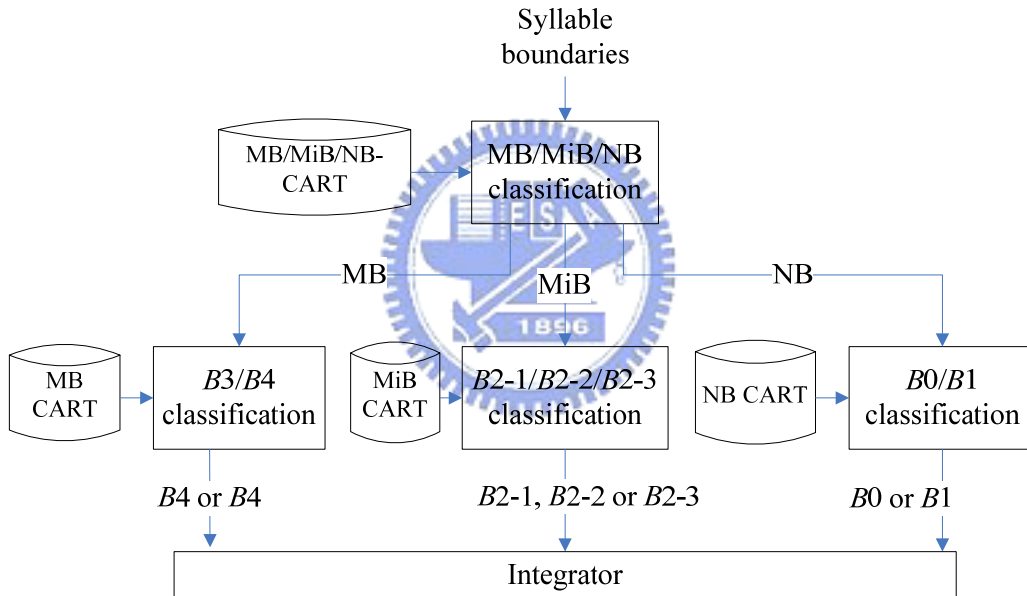 Syllable
boundaries
MB/MiB/NB-
CART
MB/MiB/NB
classification
ES
MB
MiB
NB
1896
MB
CART
B3/B4
classification
MiB
CART
B2-1/B2-2/B2-3
classification
NB CART
B0/B1
classification
B4 or B4
B2-1, B2-2 or B2-3
B0 or B1
Integrator